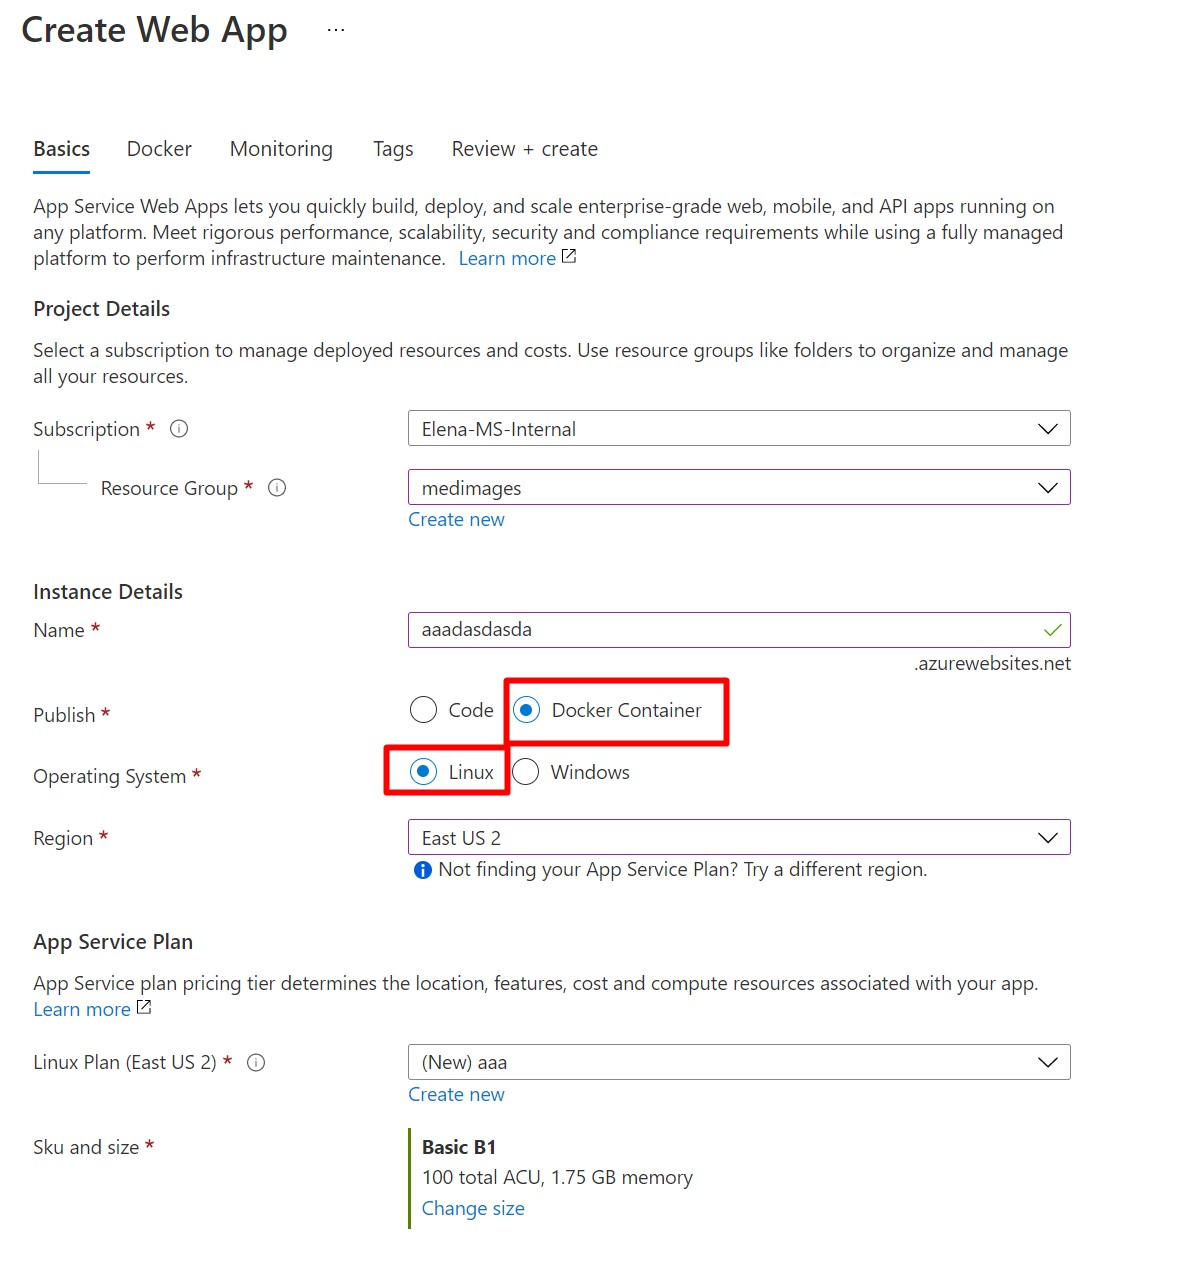 Create Web App ...
Basics Docker Monitoring Tags Review + create
App Service Web Apps lets you quickly build, deploy, and scale enterprise-grade web, mobile, and API apps running on
any platform. Meet rigorous performance, scalability, security and compliance requirements while using a fully managed
platform to perform infrastructure maintenance. Learn more
Project Details
Select a subscription to manage deployed resources and costs. Use resource groups like folders to organize and manage
all your resources.
Subscription * Elena-MS-Internal
Resource Group * medimages
Create new
Instance Details
Name * aaadasdasda
.azurewebsites.net
Publish * Code Docker Container
Operating System * Linux Windows
Region * East US 2
Not finding your App Service Plan? Try a different region.
App Service Plan
App Service plan pricing tier determines the location, features, cost and compute resources associated with your app.
Learn more
Linux Plan (East US 2) * (New) aaa
Create new
Sku and size * Basic B1
100 total ACU, 1.75 GB memory
Change size